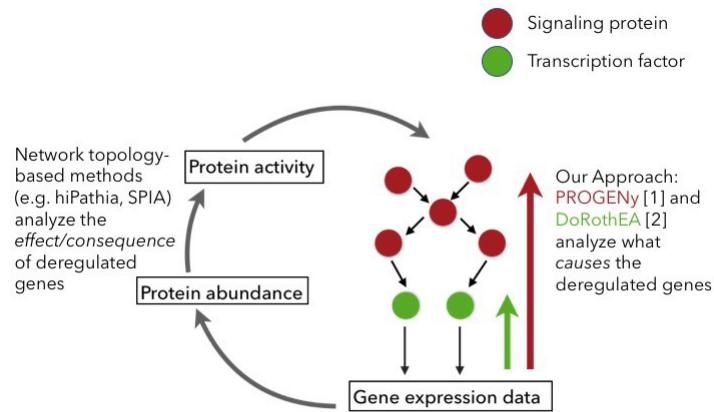 Signaling protein
Transcription factor
Network topology-
based methods
(e.g. hiPathia, SPIA)
analyze the
effect/consequence
of deregulated
genes
Protein activity
Protein abundance
Our Approach:
PROGENy [1] and
DoRothEA [2]
analyze what
causes the
deregulated genes
Gene expression data